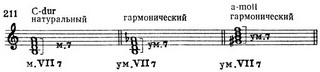 211
C-dur
натуральный
гармонический
a-moll
гармонический
м.7
ум.7
ум.7
м.VII 7
ум.VII 7
ум.VII 7